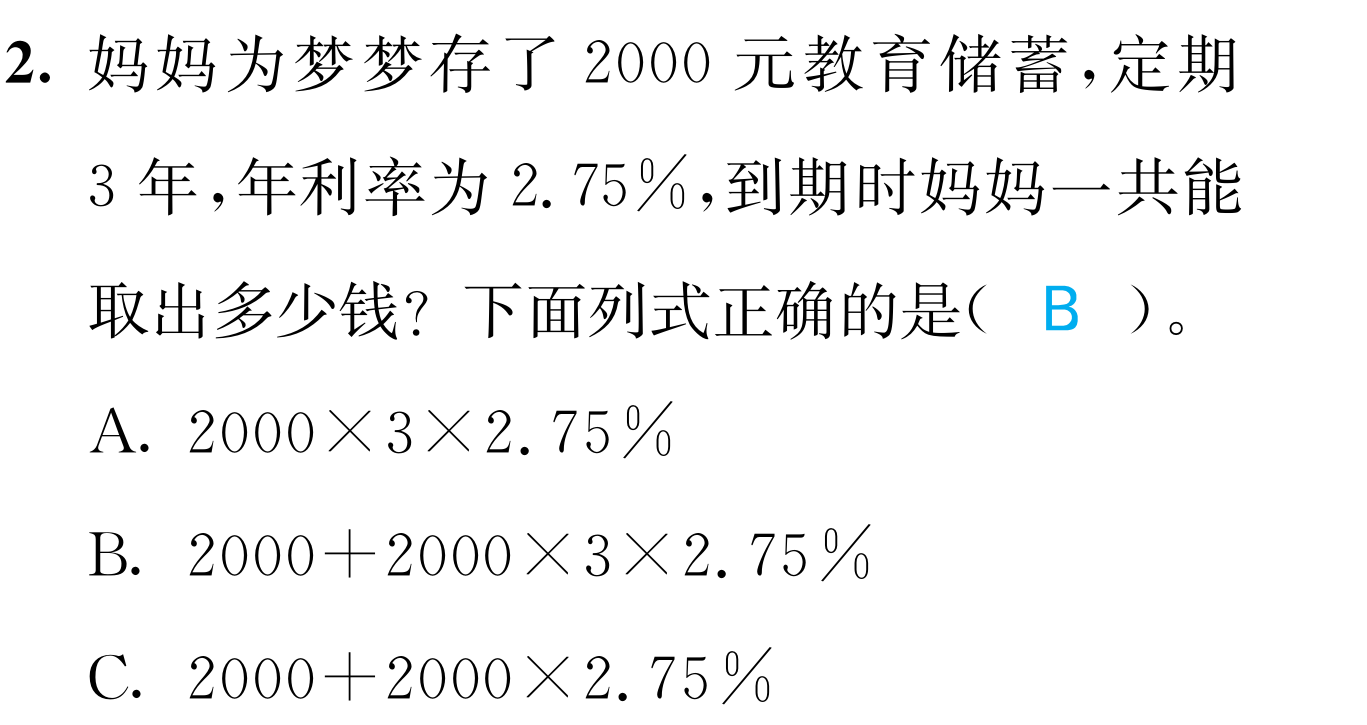 2. 妈妈为梦梦存了 2000 元教育储蓄,定期
3 年,年利率为 2.75%,到期时妈妈一共能
取出多少钱? 下面列式正确的是( B )。
A. 2000×3×2.75%
B. 2000+2000×3×2.75%
C. 2000+2000×2.75%